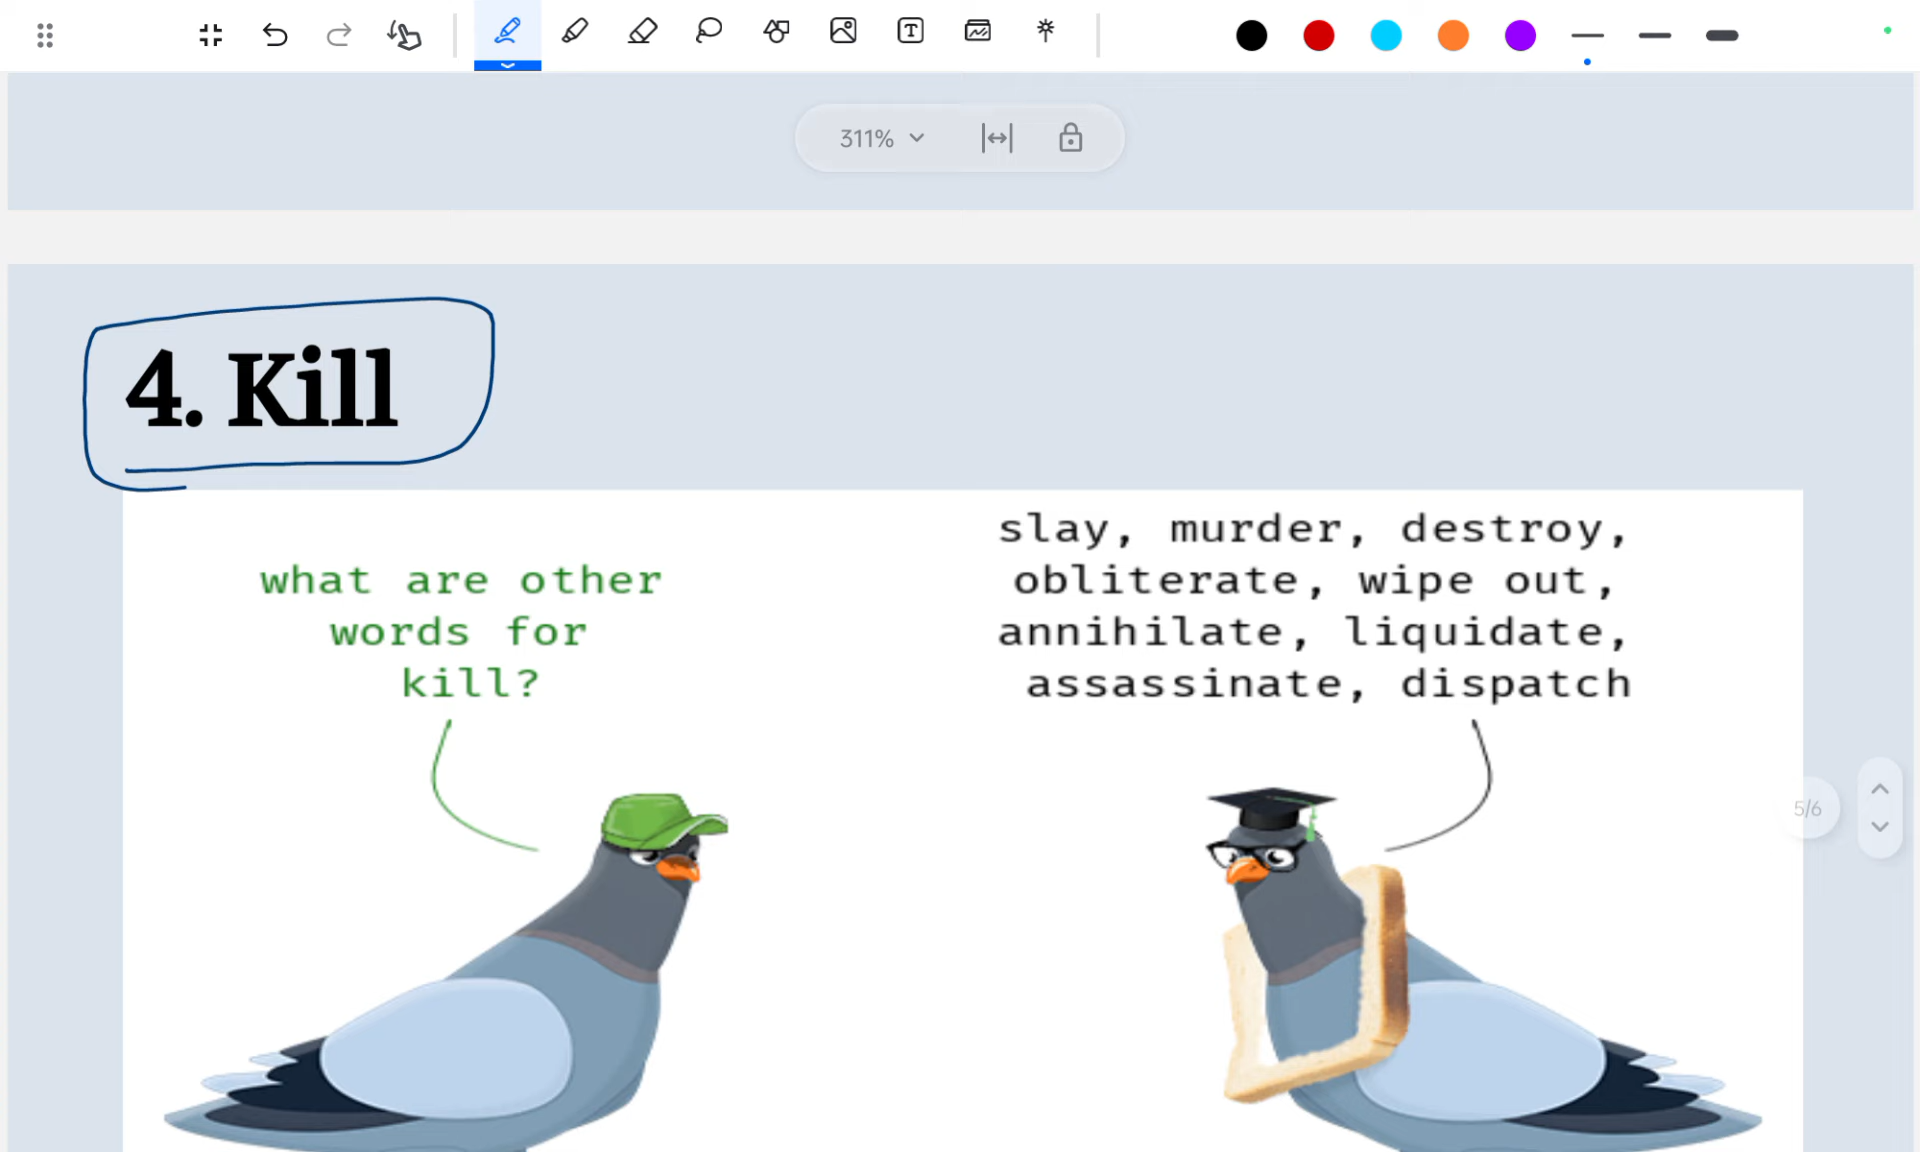 311%
4. Kill
what are other
words for
kill?
slay, murder, destroy,
obliterate, wipe out,
annihilate, liquidate,
assassinate, dispatch
5/6